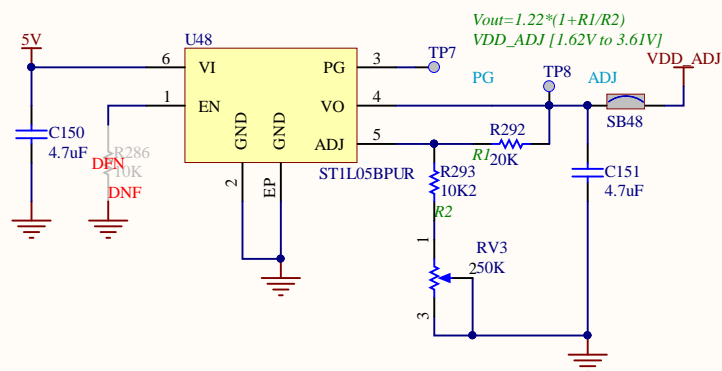 Vout=1.22*(1+R1/R2)
VDD_ADJ [1.62V to 3.61V]
5V
U48
TP7
TP8
VDD_ADJ
6
VI
PG
3
PG
ADJ
1
EN
VO
4
SB48
C150
4.7uF
R286
10K
DFN
DNF
GND
GND
ADJ
5
R292
20K
R1
ST1L05BPUR
2
EP
R293
10K2
R2
C151
4.7uF
1
RV3
2
50K
3